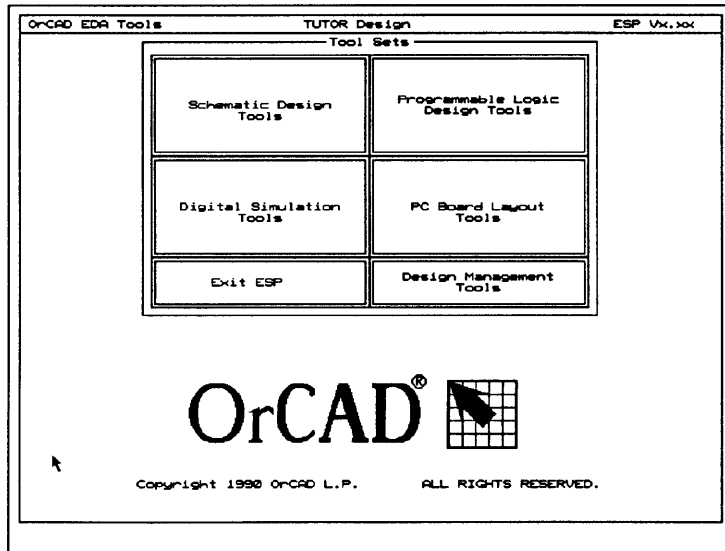 OrCAD EDA Tools TUTOR Design ESP Vx.xx
Tool Sets
Schematic Design
Tools
Programmable Logic
Design Tools
Digital Simulation
Tools
PC Board Layout
Tools
Exit ESP
Design Management
Tools
OrCAD®
Copyright 1990 OrCAD L.P. ALL RIGHTS RESERVED.